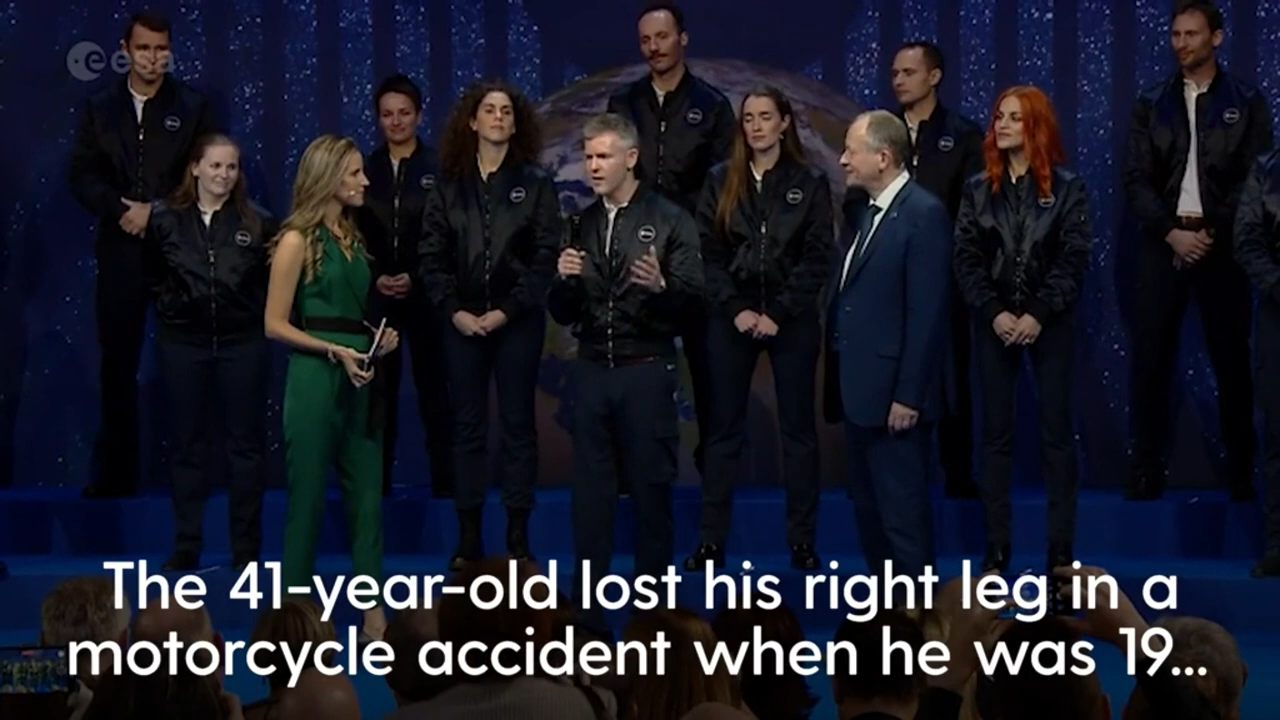 esa
The 41-year-old lost his right leg in a
motorcycle accident when he was 19...